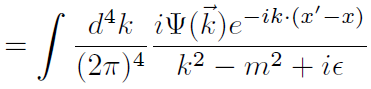 = ∫ d⁴k/(2π)⁴ iΨ(k⃗)e^{−ik·(x′−x)}/(k² − m² + iϵ)